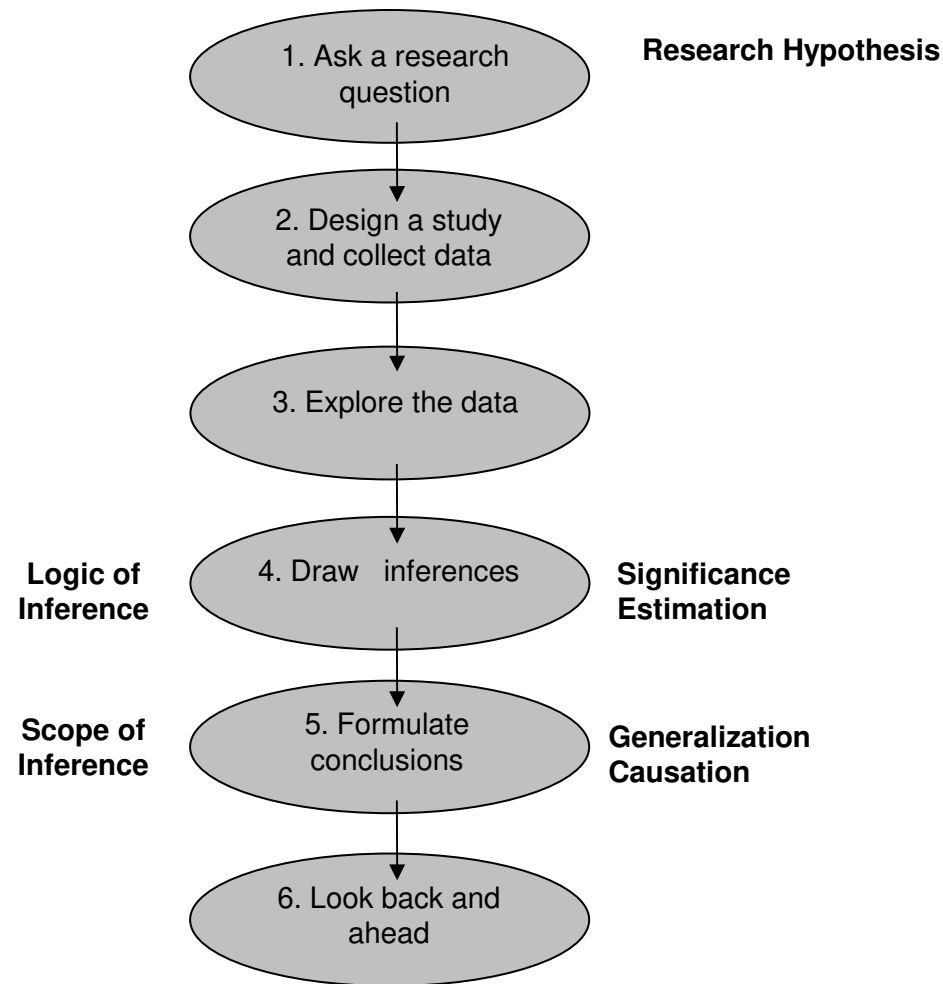 1. Ask a research
question
Research Hypothesis
2. Design a study
and collect data
3. Explore the data
Logic of
Inference
4. Draw inferences
Significance
Estimation
Scope of
Inference
5. Formulate
conclusions
Generalization
Causation
6. Look back and
ahead